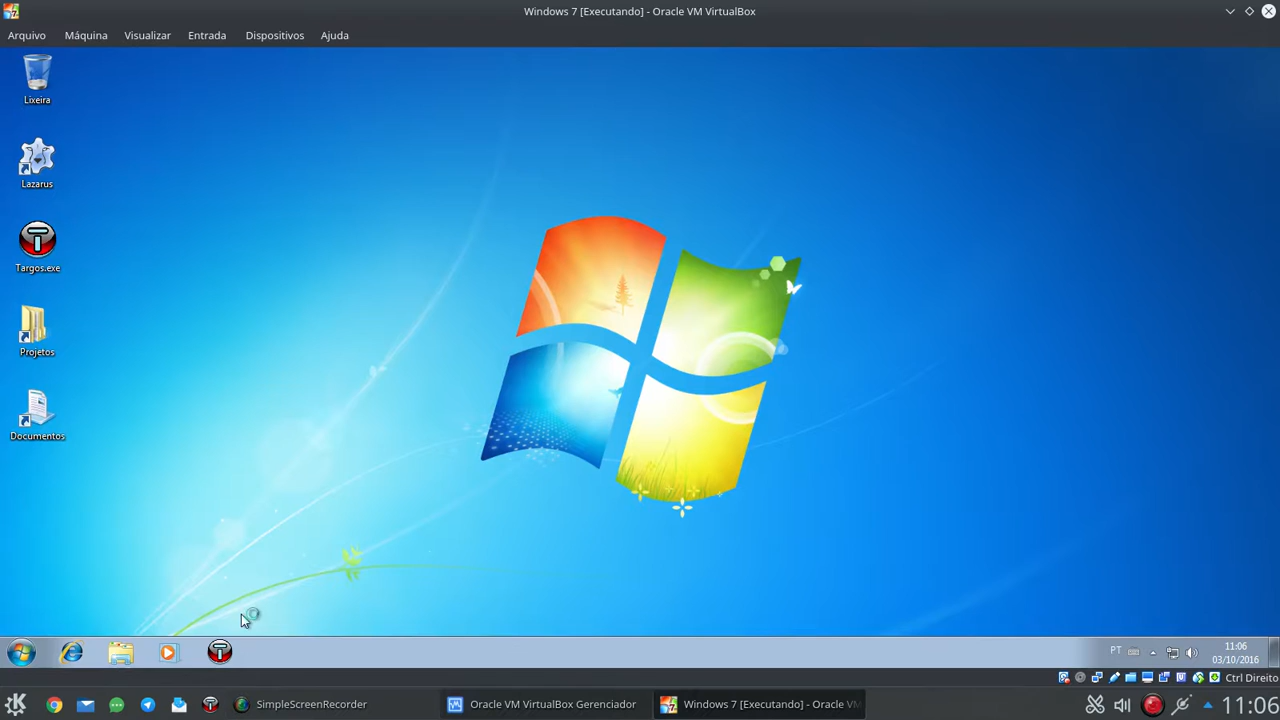 Windows 7 [Executando] - Oracle VM VirtualBox
Arquivo Máquina Visualizar Entrada Dispositivos Ajuda
Lixeira
Lazarus
Targos.exe
Projetos
Documentos
PT
11:06
03/10/2016
Ctrl Direito
SimpleScreenRecorder
Oracle VM VirtualBox Gerenciador
Windows 7 [Executando] - Oracle VM
11:06